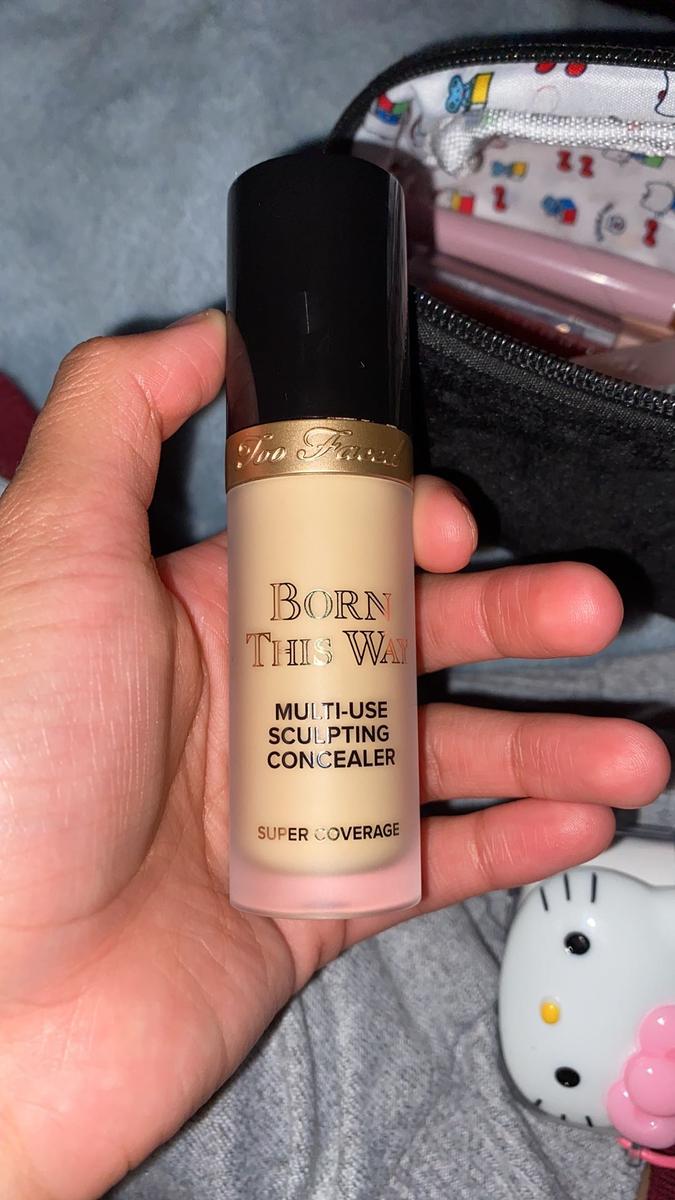 Too Faced
BORN
THIS WAY
MULTI-USE
SCULPTING
CONCEALER
SUPER COVERAGE